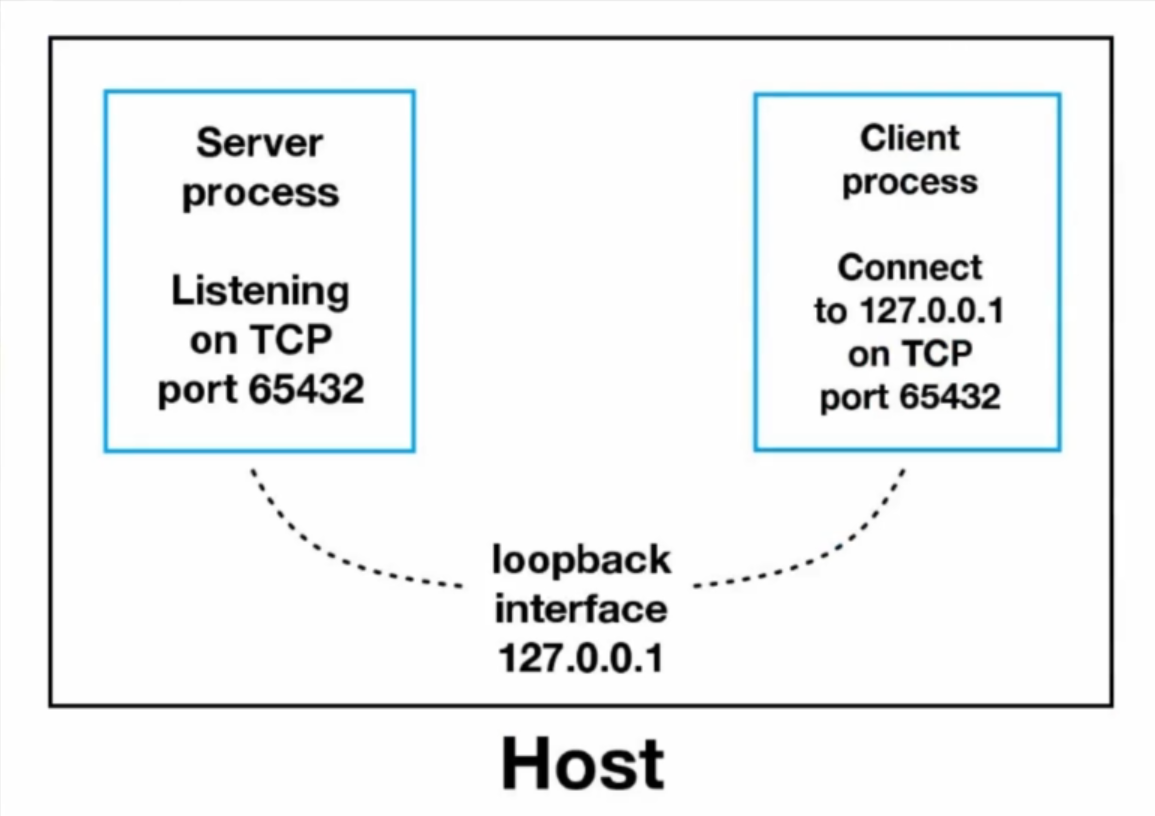 Server
process
Listening
on TCP
port 65432
Client
process
Connect
to 127.0.0.1
on TCP
port 65432
loopback
interface
127.0.0.1
Host